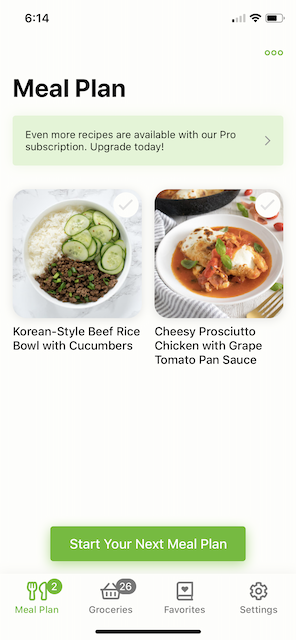 6:14
Meal Plan
Even more recipes are available with our Pro
subscription. Upgrade today!
Korean-Style Beef Rice
Bowl with Cucumbers
Cheesy Prosciutto
Chicken with Grape
Tomato Pan Sauce
Start Your Next Meal Plan
2
26
Meal Plan
Groceries
Favorites
Settings